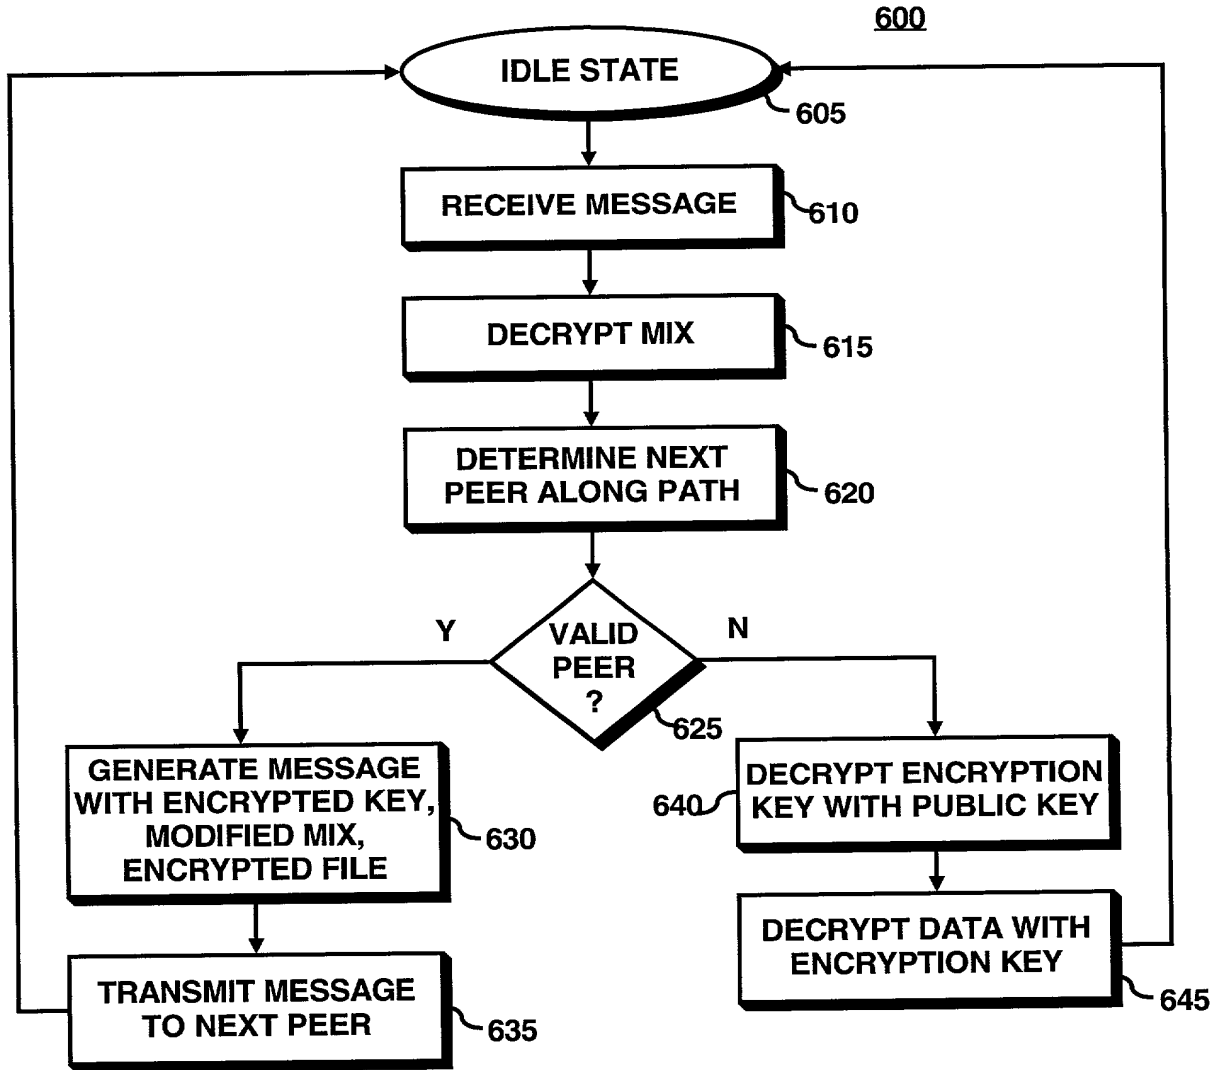 600
IDLE STATE
605
RECEIVE MESSAGE
610
DECRYPT MIX
615
DETERMINE NEXT
PEER ALONG PATH
620
Y
VALID
PEER
?
N
625
GENERATE MESSAGE
WITH ENCRYPTED KEY,
MODIFIED MIX,
ENCRYPTED FILE
630
TRANSMIT MESSAGE
TO NEXT PEER
635
DECRYPT ENCRYPTION
KEY WITH PUBLIC KEY
640
DECRYPT DATA WITH
ENCRYPTION KEY
645